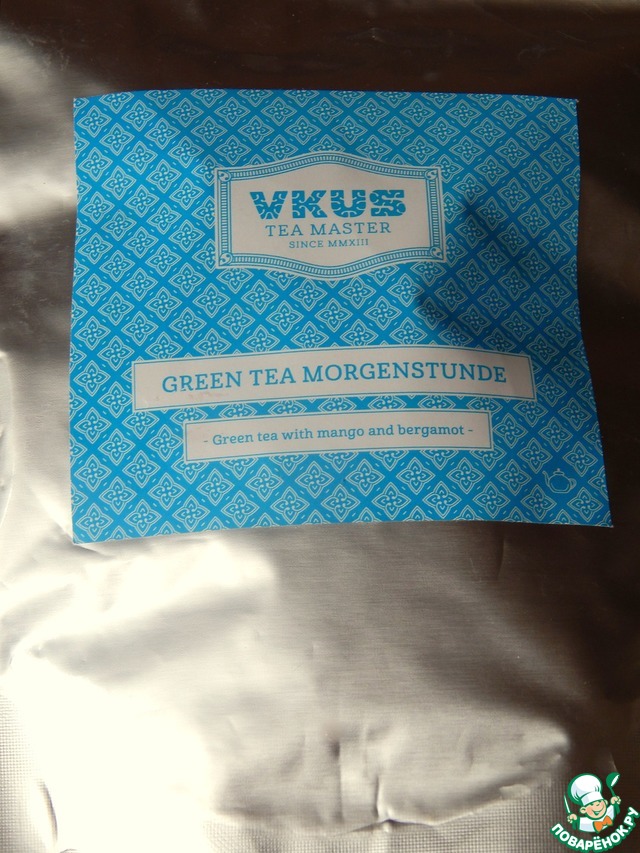 VKUS
TEA MASTER
SINCE MMXIII
GREEN TEA MORGENSTUNDE
- Green tea with mango and bergamot -
ПОВАРЁНОК.РУ